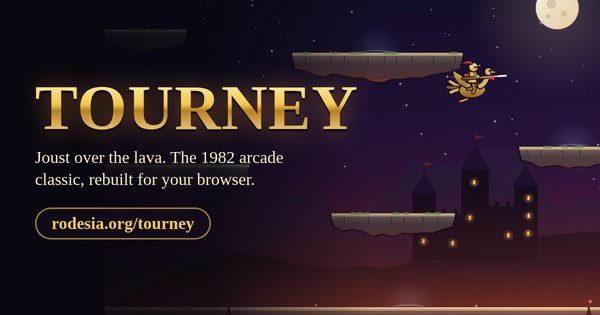 TOURNEY
Joust over the lava. The 1982 arcade
classic, rebuilt for your browser.
rodesia.org/tourney